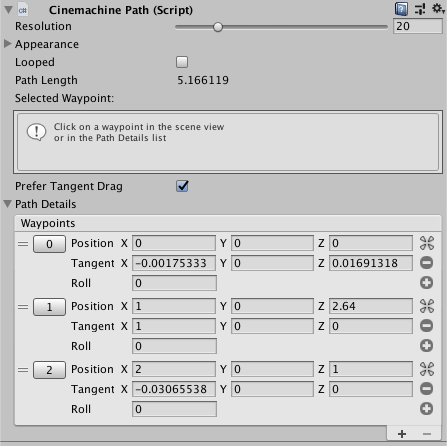 Cinemachine Path (Script)
Resolution 20
Appearance
Looped
Path Length 5.166119
Selected Waypoint:
Click on a waypoint in the scene view
or in the Path Details list
Prefer Tangent Drag
Path Details
Waypoints
0 Position X 0 Y 0 Z 0
Tangent X -0.00175333 Y 0 Z 0.01691318
Roll 0
1 Position X 1 Y 0 Z 2.64
Tangent X 1 Y 0 Z 0
Roll 0
2 Position X 2 Y 0 Z 1
Tangent X -0.03065538 Y 0 Z 0
Roll 0